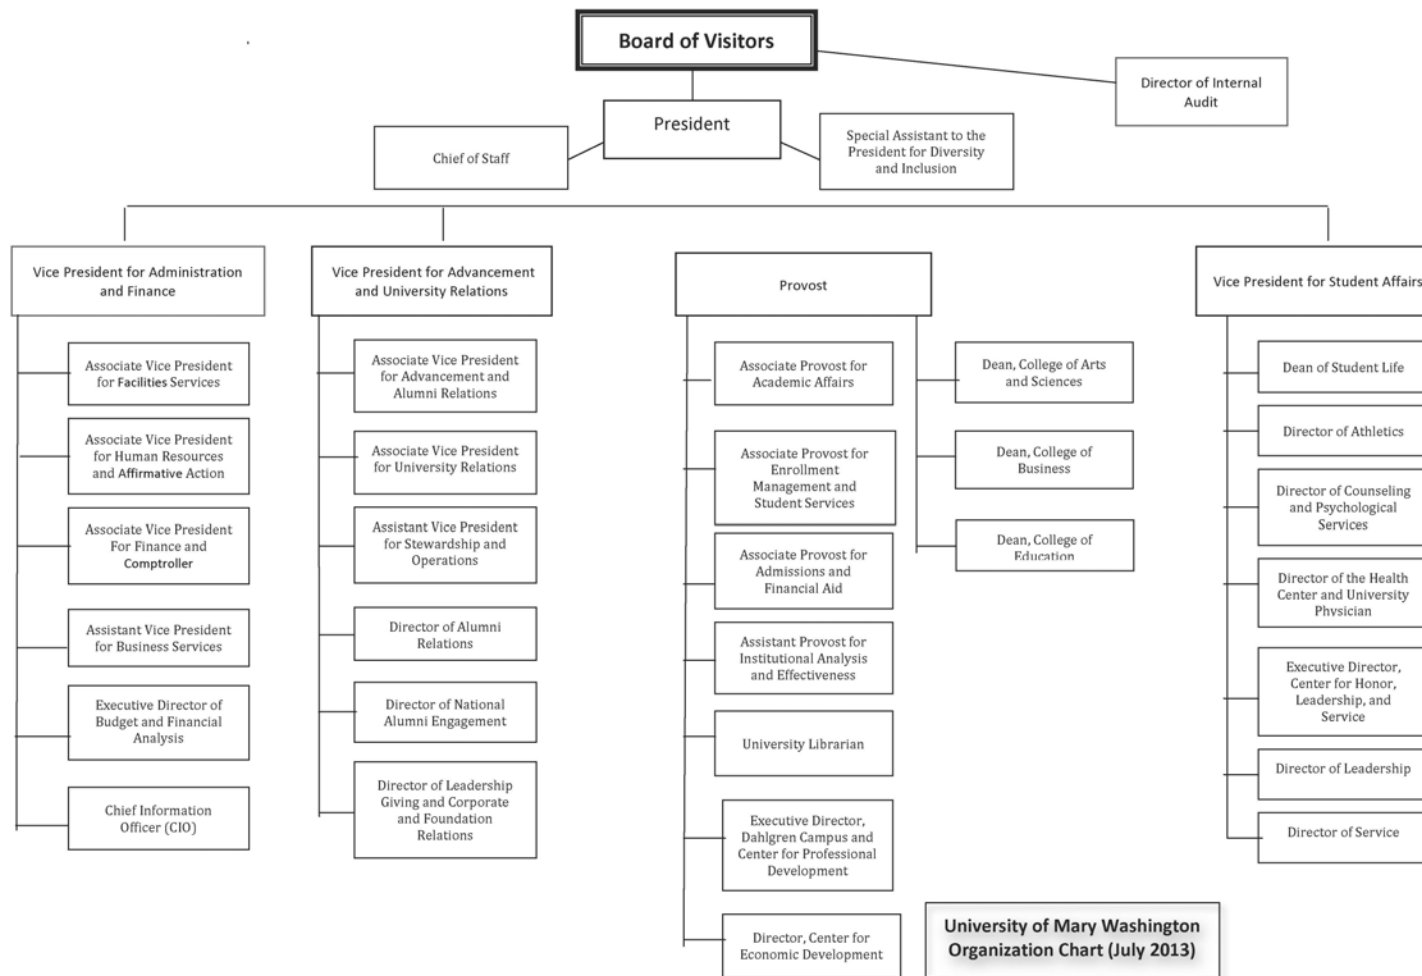 Board of Visitors
Director of Internal
Audit
President
Chief of Staff
Special Assistant to the
President for Diversity
and Inclusion
Vice President for Administration
and Finance
Associate Vice President
for Facilities Services
Associate Vice President
for Human Resources
and Affirmative Action
Associate Vice President
For Finance and
Comptroller
Assistant Vice President
for Business Services
Executive Director of
Budget and Financial
Analysis
Chief Information
Officer (CIO)
Vice President for Advancement
and University Relations
Associate Vice President
for Advancement and
Alumni Relations
Associate Vice President
for University Relations
Assistant Vice President
for Stewardship and
Operations
Director of Alumni
Relations
Director of National
Alumni Engagement
Director of Leadership
Giving and Corporate
and Foundation
Relations
Provost
Associate Provost for
Academic Affairs
Associate Provost for
Enrollment
Management and
Student Services
Associate Provost for
Admissions and
Financial Aid
Assistant Provost for
Institutional Analysis
and Effectiveness
University Librarian
Executive Director,
Dahlgren Campus and
Center for Professional
Development
Director, Center for
Economic Development
Dean, College of Arts
and Sciences
Dean, College of
Business
Dean, College of
Education
Vice President for Student Affairs
Dean of Student Life
Director of Athletics
Director of Counseling
and Psychological
Services
Director of the Health
Center and University
Physician
Executive Director,
Center for Honor,
Leadership, and
Service
Director of Leadership
Director of Service
University of Mary Washington
Organization Chart (July 2013)